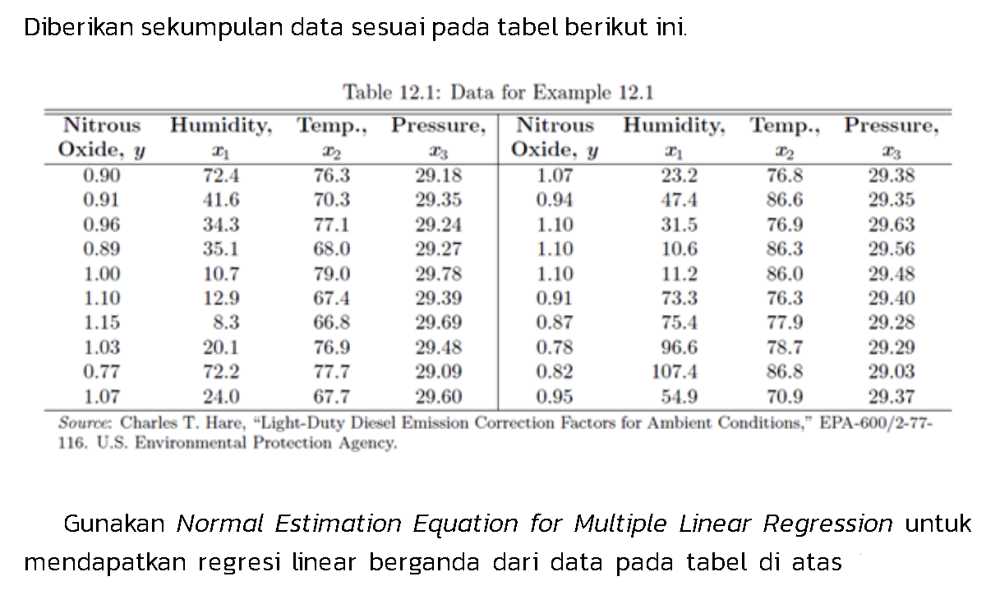 Diberikan sekumpulan data sesuai pada tabel berikut ini.
Table 12.1: Data for Example 12.1
Nitrous Humidity, Temp., Pressure, Nitrous Humidity, Temp., Pressure,
Oxide, y x₁ x₂ x₃ Oxide, y x₁ x₂ x₃
0.90 72.4 76.3 29.18 1.07 23.2 76.8 29.38
0.91 41.6 70.3 29.35 0.94 47.4 86.6 29.35
0.96 34.3 77.1 29.24 1.10 31.5 76.9 29.63
0.89 35.1 68.0 29.27 1.10 10.6 86.3 29.56
1.00 10.7 79.0 29.78 1.10 11.2 86.0 29.48
1.10 12.9 67.4 29.39 0.91 73.3 76.3 29.40
1.15 8.3 66.8 29.69 0.87 75.4 77.9 29.28
1.03 20.1 76.9 29.48 0.78 96.6 78.7 29.29
0.77 72.2 77.7 29.09 0.82 107.4 86.8 29.03
1.07 24.0 67.7 29.60 0.95 54.9 70.9 29.37
Source: Charles T. Hare, “Light-Duty Diesel Emission Correction Factors for Ambient Conditions,” EPA-600/2-77-
116. U.S. Environmental Protection Agency.
Gunakan Normal Estimation Equation for Multiple Linear Regression untuk
mendapatkan regresi linear berganda dari data pada tabel di atas